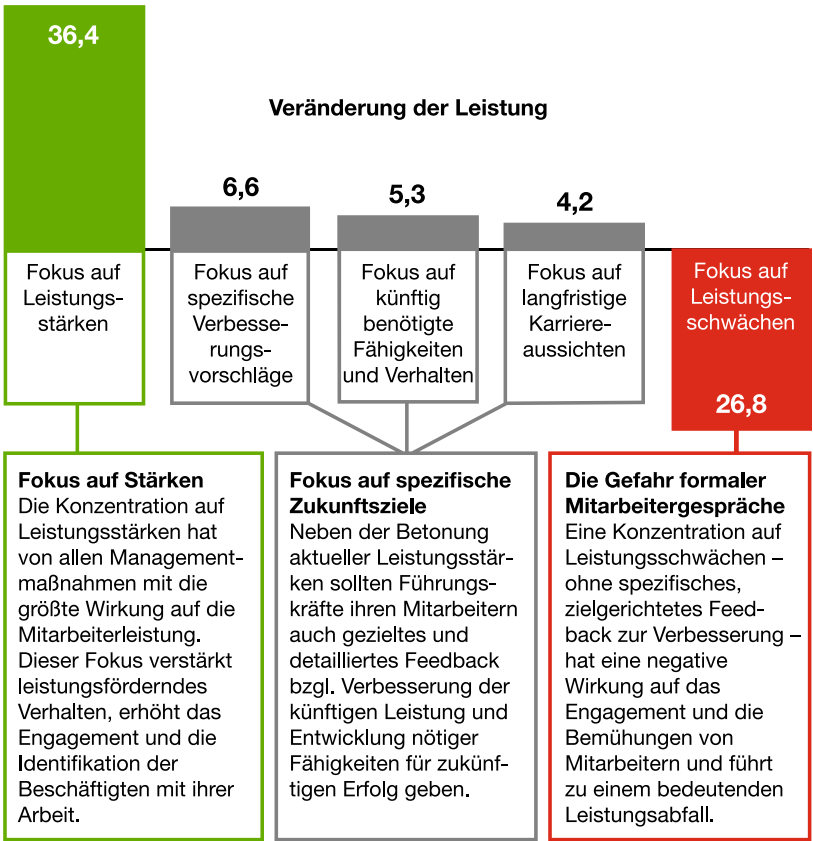 36,4
Veränderung der Leistung
6,6
5,3
4,2
Fokus auf
Leistungs-
stärken
Fokus auf
spezifische
Verbesse-
rungs-
vorschläge
Fokus auf
künftig
benötigte
Fähigkeiten
und Verhalten
Fokus auf
langfristige
Karriere-
aussichten
Fokus auf
Leistungs-
schwächen
26,8
Fokus auf Stärken
Die Konzentration auf
Leistungsstärken hat
von allen Management-
maßnahmen mit die
größte Wirkung auf die
Mitarbeiterleistung.
Dieser Fokus verstärkt
leistungsförderndes
Verhalten, erhöht das
Engagement und die
Identifikation der
Beschäftigten mit ihrer
Arbeit.
Fokus auf spezifische
Zukunftsziele
Neben der Betonung
aktueller Leistungsstär-
ken sollten Führungs-
kräfte ihren Mitarbeitern
auch gezieltes und
detailliertes Feedback
bzgl. Verbesserung der
künftigen Leistung und
Entwicklung nötiger
Fähigkeiten für zukünf-
tigen Erfolg geben.
Die Gefahr formaler
Mitarbeitergespräche
Eine Konzentration auf
Leistungsschwächen –
ohne spezifisches,
zielgerichtetes Feed-
back zur Verbesserung –
hat eine negative
Wirkung auf das
Engagement und die
Bemühungen von
Mitarbeitern und führt
zu einem bedeutenden
Leistungsabfall.